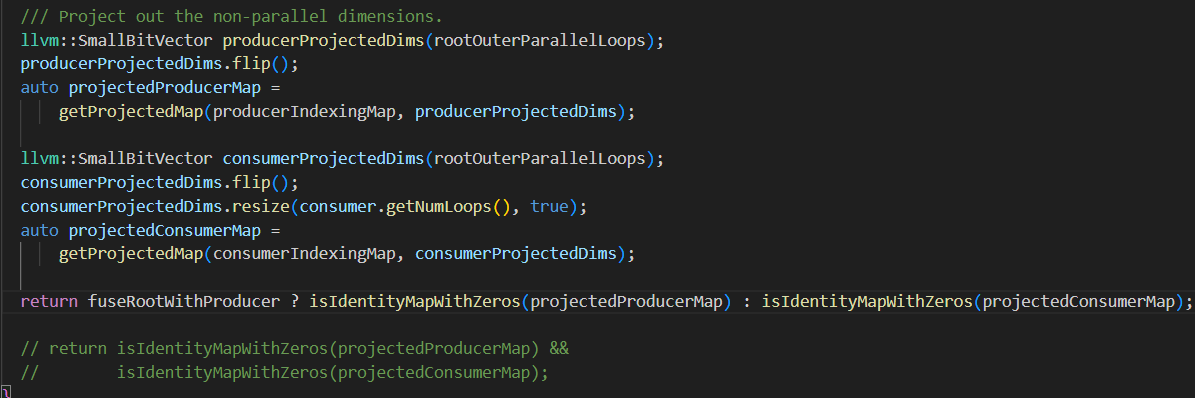 /// Project out the non-parallel dimensions.
llvm::SmallBitVector producerProjectedDims(rootOuterParallelLoops);
producerProjectedDims.flip();
auto projectedProducerMap =
    getProjectedMap(producerIndexingMap, producerProjectedDims);
llvm::SmallBitVector consumerProjectedDims(rootOuterParallelLoops);
consumerProjectedDims.flip();
consumerProjectedDims.resize(consumer.getNumLoops(), true);
auto projectedConsumerMap =
    getProjectedMap(consumerIndexingMap, consumerProjectedDims);
return fuseRootWithProducer ? isIdentityMapWithZeros(projectedProducerMap) : isIdentityMapWithZeros(projectedConsumerMap);
// return isIdentityMapWithZeros(projectedProducerMap) &&
//        isIdentityMapWithZeros(projectedConsumerMap);
}